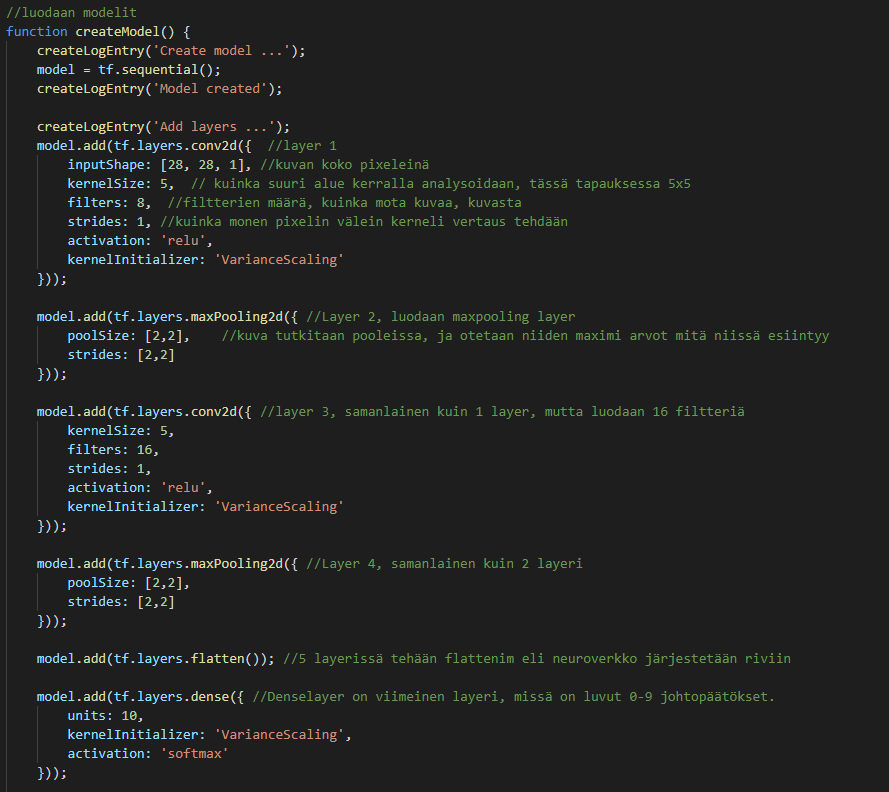 //luodaan modelit
function createModel() {
    createLogEntry('Create model ...');
    model = tf.sequential();
    createLogEntry('Model created');

    createLogEntry('Add layers ...');
    model.add(tf.layers.conv2d({  //layer 1
        inputShape: [28, 28, 1], //kuvan koko pixeleinä
        kernelSize: 5,  // kuinka suuri alue kerralla analysoidaan, tässä tapauksessa 5x5
        filters: 8,  //filtterien määrä, kuinka mota kuvaa, kuvasta
        strides: 1, //kuinka monen pixelin välein kerneli vertaus tehdään
        activation: 'relu',
        kernelInitializer: 'VarianceScaling'
    }));

    model.add(tf.layers.maxPooling2d({ //Layer 2, luodaan maxpooling layer
        poolSize: [2,2],    //kuva tutkitaan pooleissa, ja otetaan niiden maximi arvot mitä niissä esiintyy
        strides: [2,2]
    }));

    model.add(tf.layers.conv2d({ //layer 3, samanlainen kuin 1 layer, mutta luodaan 16 filtteriä
        kernelSize: 5,
        filters: 16,
        strides: 1,
        activation: 'relu',
        kernelInitializer: 'VarianceScaling'
    }));

    model.add(tf.layers.maxPooling2d({ //Layer 4, samanlainen kuin 2 layeri
        poolSize: [2,2],
        strides: [2,2]
    }));

    model.add(tf.layers.flatten()); //5 layerissä tehään flattenim eli neuroverkko järjestetään riviin

    model.add(tf.layers.dense({ //Denselayer on viimeinen layeri, missä on luvut 0-9 johtopäätökset.
        units: 10,
        kernelInitializer: 'VarianceScaling',
        activation: 'softmax'
    }));